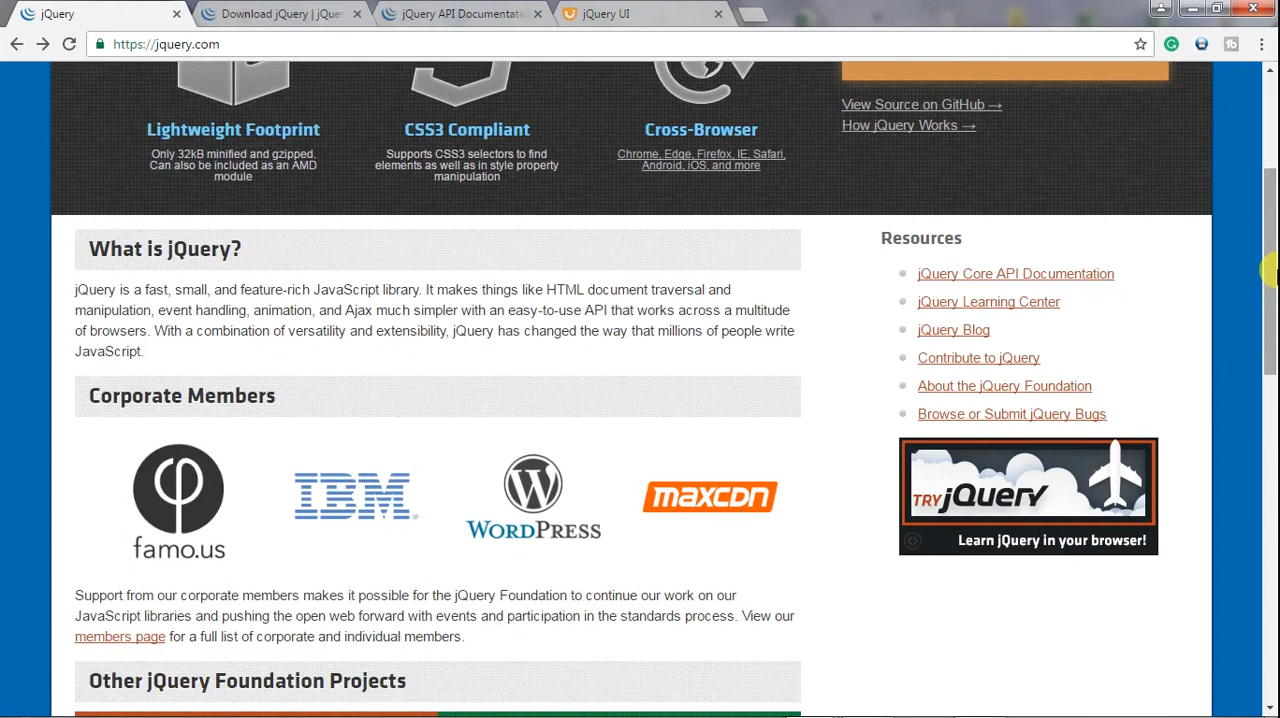 jQuery
Download jQuery | jQuer
jQuery API Documentatio
jQuery UI
https://jquery.com
Lightweight Footprint
Only 32kB minified and gzipped.
Can also be included as an AMD
module
CSS3 Compliant
Supports CSS3 selectors to find
elements as well as in style property
manipulation
Cross-Browser
Chrome, Edge, Firefox, IE, Safari,
Android, iOS, and more
View Source on GitHub →
How jQuery Works →
What is jQuery?
jQuery is a fast, small, and feature-rich JavaScript library. It makes things like HTML document traversal and
manipulation, event handling, animation, and Ajax much simpler with an easy-to-use API that works across a multitude
of browsers. With a combination of versatility and extensibility, jQuery has changed the way that millions of people write
JavaScript.
Corporate Members
famo.us
IBM
WORDPRESS
maxcdn
Support from our corporate members makes it possible for the jQuery Foundation to continue our work on our
JavaScript libraries and pushing the open web forward with events and participation in the standards process. View our
members page for a full list of corporate and individual members.
Other jQuery Foundation Projects
Resources
jQuery Core API Documentation
jQuery Learning Center
jQuery Blog
Contribute to jQuery
About the jQuery Foundation
Browse or Submit jQuery Bugs
TRY jQuery
Learn jQuery in your browser!